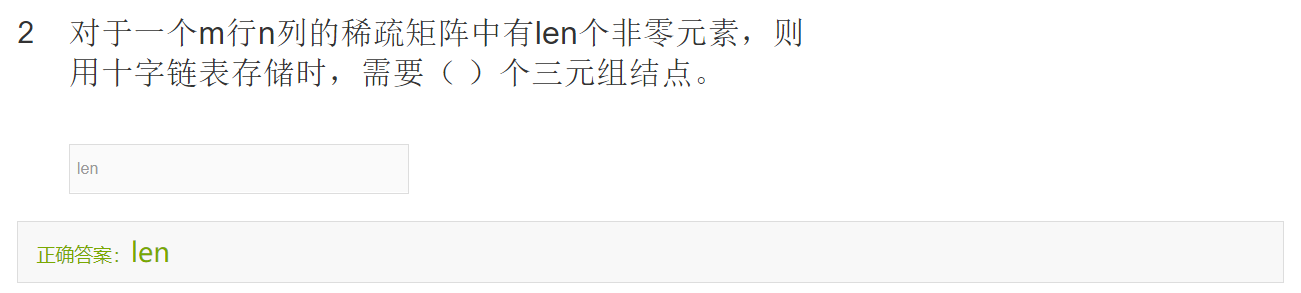 2 对于一个m行n列的稀疏矩阵中有len个非零元素，则
用十字链表存储时，需要（ ）个三元组结点。
len
正确答案：len